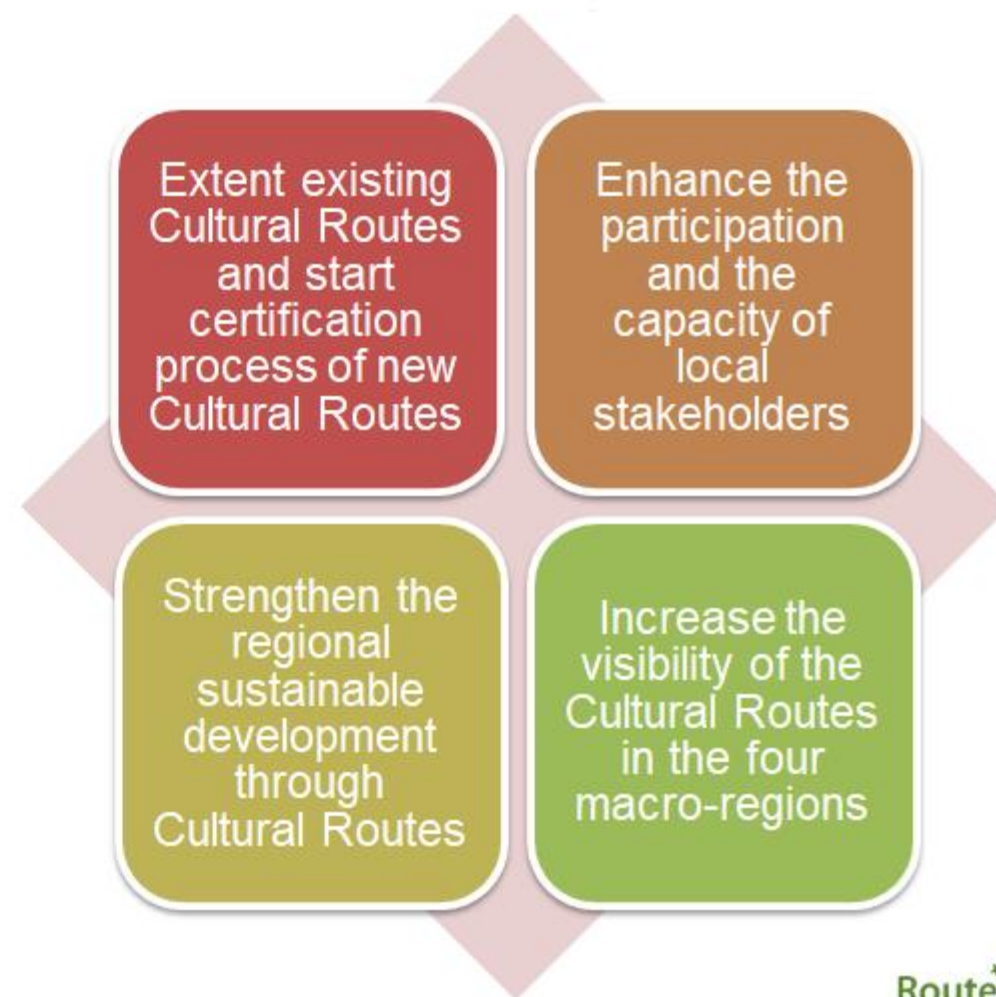 Extent existing
Cultural Routes
and start
certification
process of new
Cultural Routes
Enhance the
participation
and the
capacity of
local
stakeholders
Strengthen the
regional
sustainable
development
through
Cultural Routes
Increase the
visibility of the
Cultural Routes
in the four
macro-regions
Route